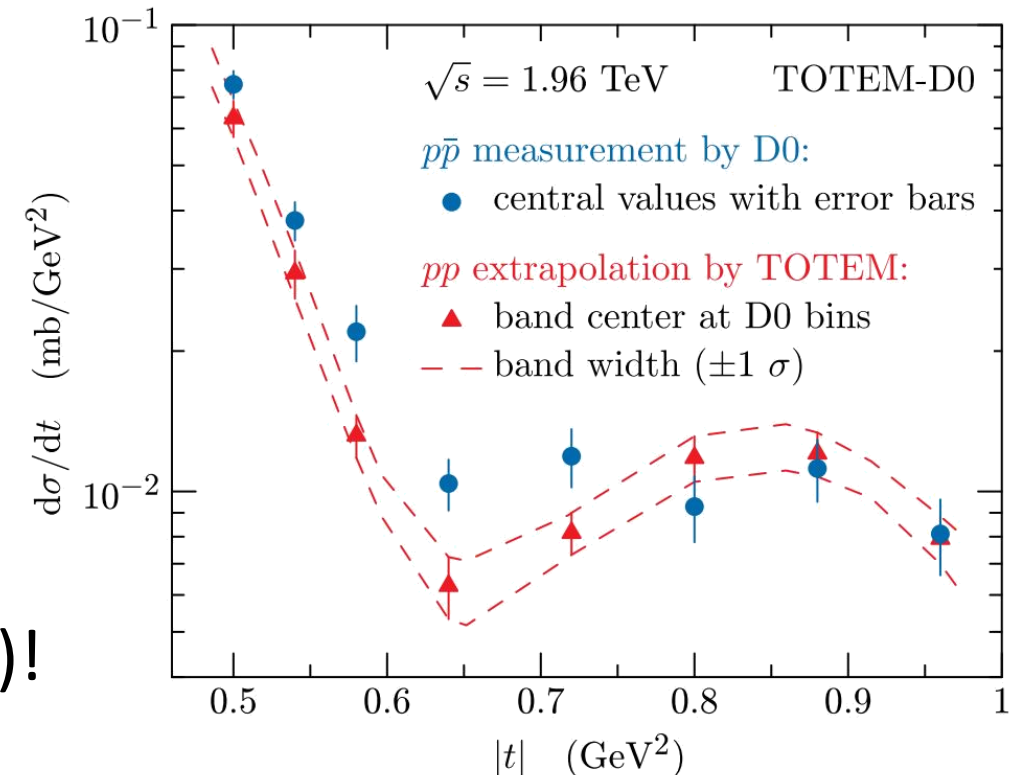 10⁻¹
√s = 1.96 TeV TOTEM-D0
pp̄ measurement by D0:
central values with error bars
pp extrapolation by TOTEM:
band center at D0 bins
band width (±1 σ)
dσ/dt (mb/GeV²)
10⁻²
)!
0.5 0.6 0.7 0.8 0.9 1
|t| (GeV²)